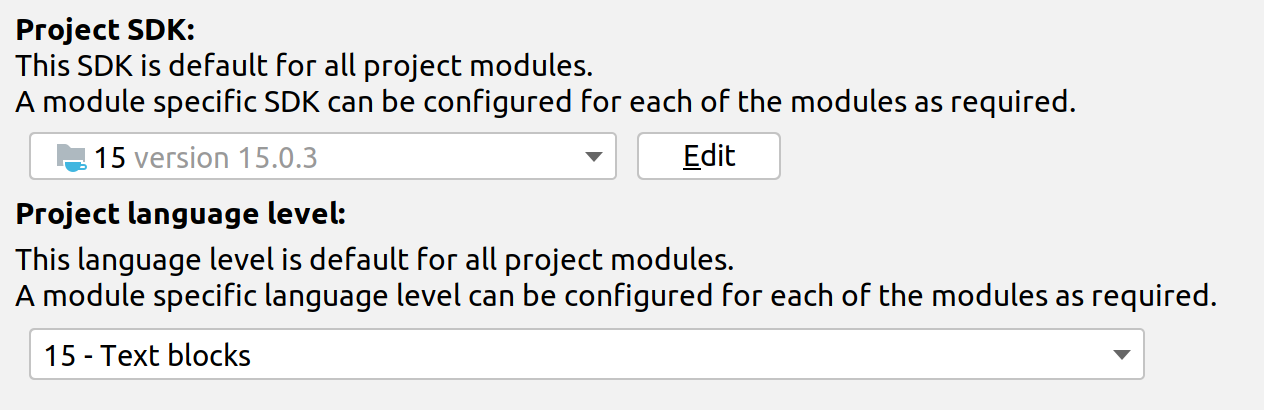 Project SDK:
This SDK is default for all project modules.
A module specific SDK can be configured for each of the modules as required.
15 version 15.0.3
Edit
Project language level:
This language level is default for all project modules.
A module specific language level can be configured for each of the modules as required.
15 - Text blocks